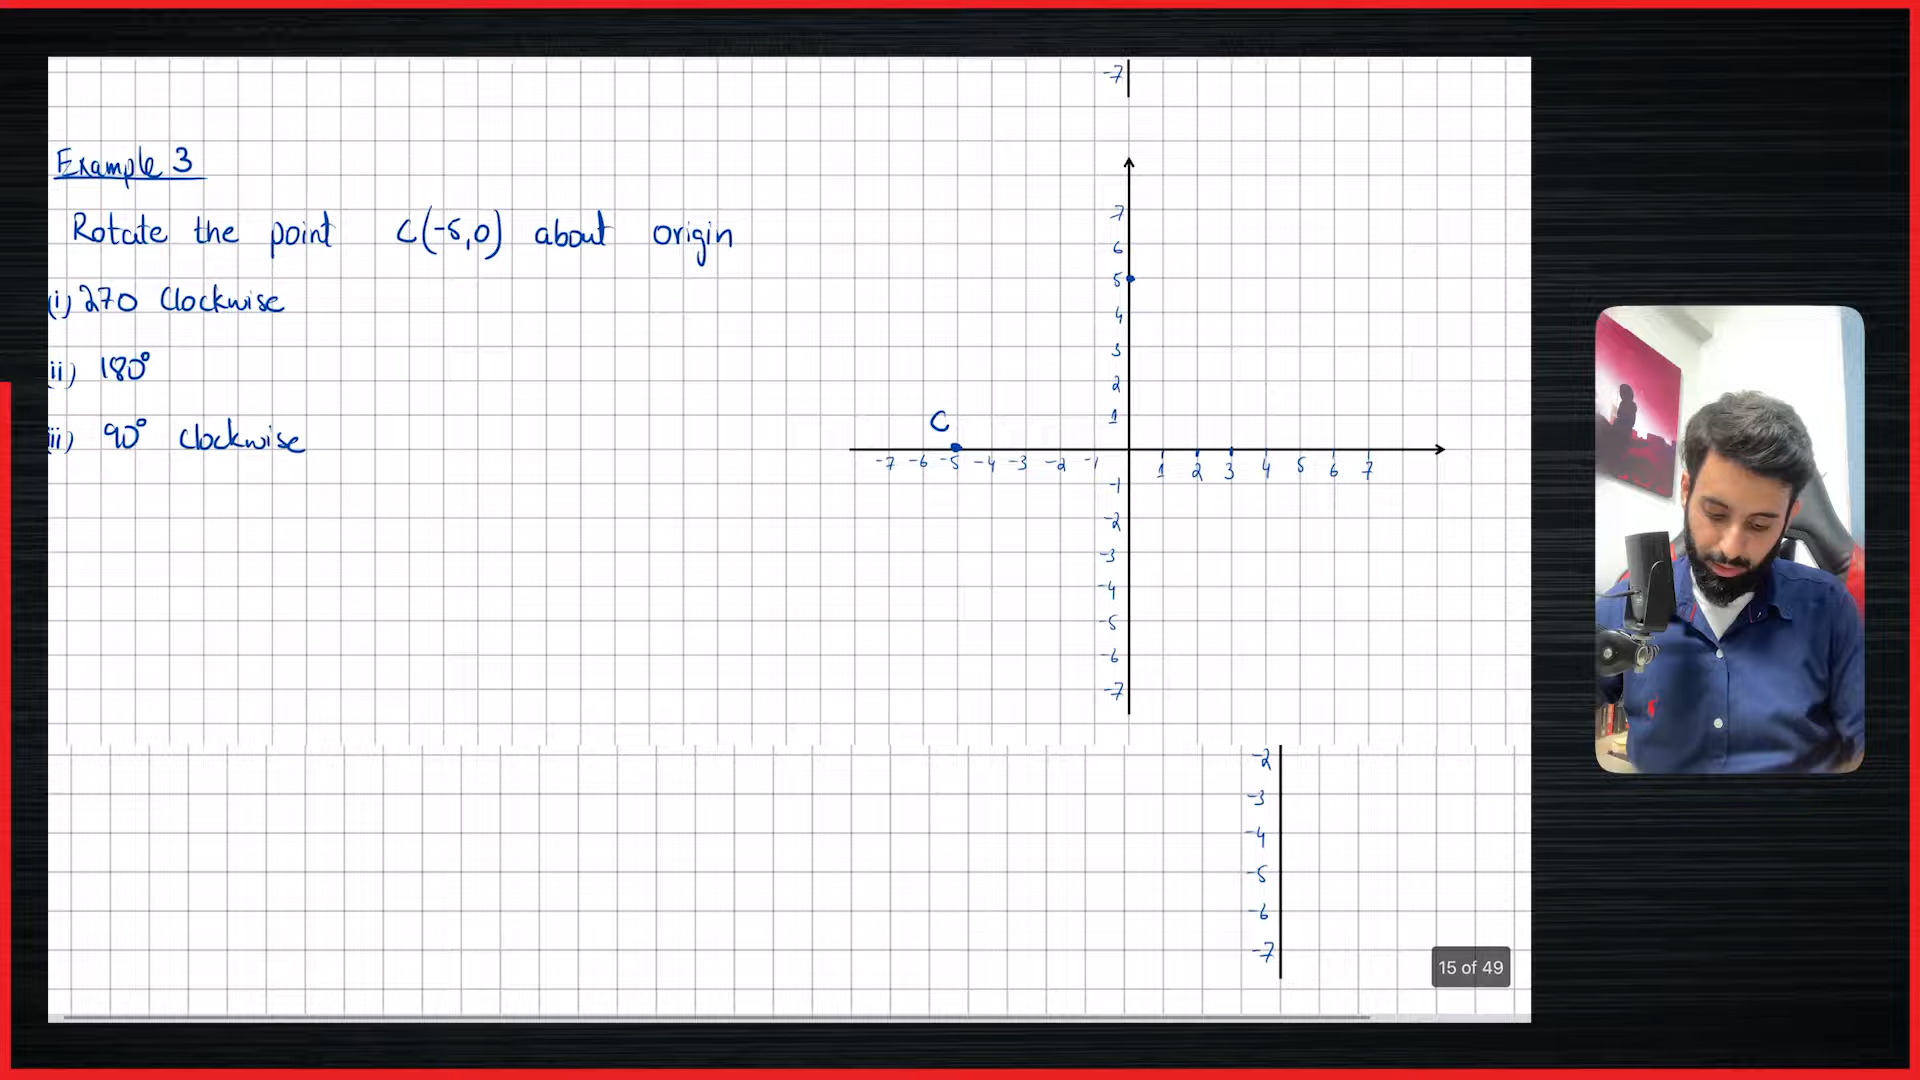 -7
Example 3
Rotate the point C(-5,0) about origin
(i) 270 Clockwise
(ii) 180°
(iii) 90° Clockwise
7
6
5
4
3
2
1
C
-7 -6 -5 -4 -3 -2 -1 1 2 3 4 5 6 7
-1
-2
-3
-4
-5
-6
-7
-2
-3
-4
-5
-6
-7
15 of 49